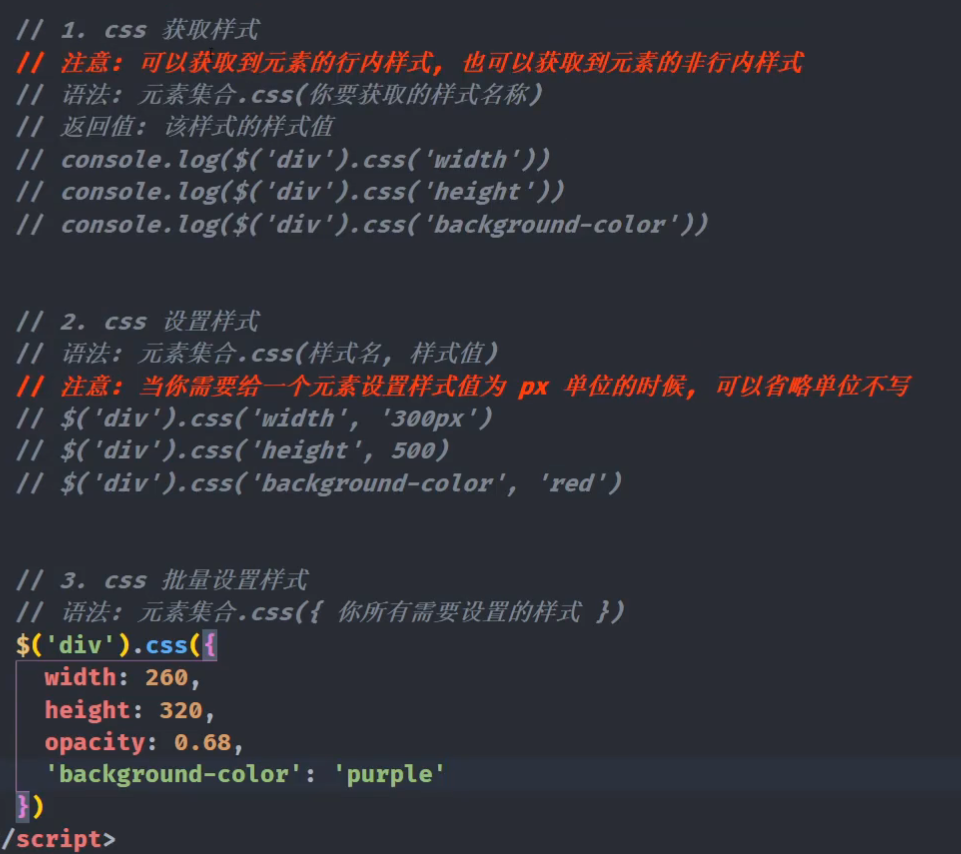 // 1. css 获取样式
// 注意: 可以获取到元素的行内样式, 也可以获取到元素的非行内样式
// 语法: 元素集合.css(你要获取的样式名称)
// 返回值: 该样式的样式值
// console.log($('div').css('width'))
// console.log($('div').css('height'))
// console.log($('div').css('background-color'))
// 2. css 设置样式
// 语法: 元素集合.css(样式名, 样式值)
// 注意: 当你需要给一个元素设置样式值为 px 单位的时候, 可以省略单位不写
// $('div').css('width', '300px')
// $('div').css('height', 500)
// $('div').css('background-color', 'red')
// 3. css 批量设置样式
// 语法: 元素集合.css({ 你所有需要设置的样式 })
$('div').css({
width: 260,
height: 320,
opacity: 0.68,
'background-color': 'purple'
})
/script>